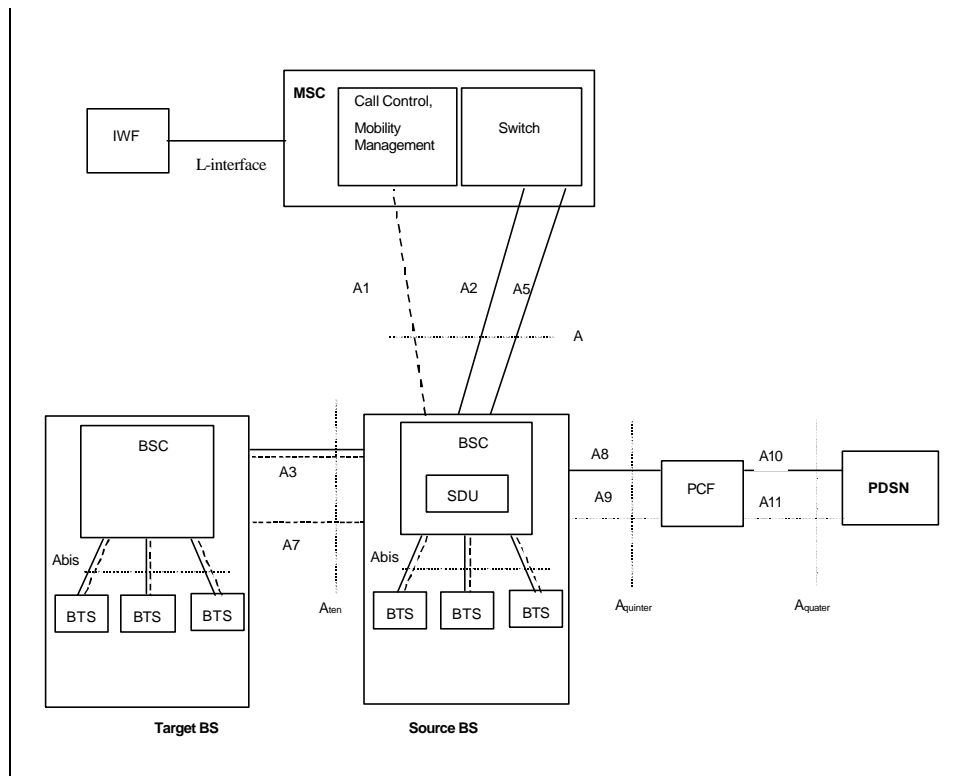 MSC
Call Control,
Mobility
Management
Switch
IWF
L-interface
A1
A2
A5
A
BSC
A3
A7
Abis
BTS
BTS
BTS
Aten
BSC
SDU
Abis
BTS
BTS
BTS
A8
A9
PCF
A10
A11
PDSN
Aquinter
Aquater
Target BS
Source BS